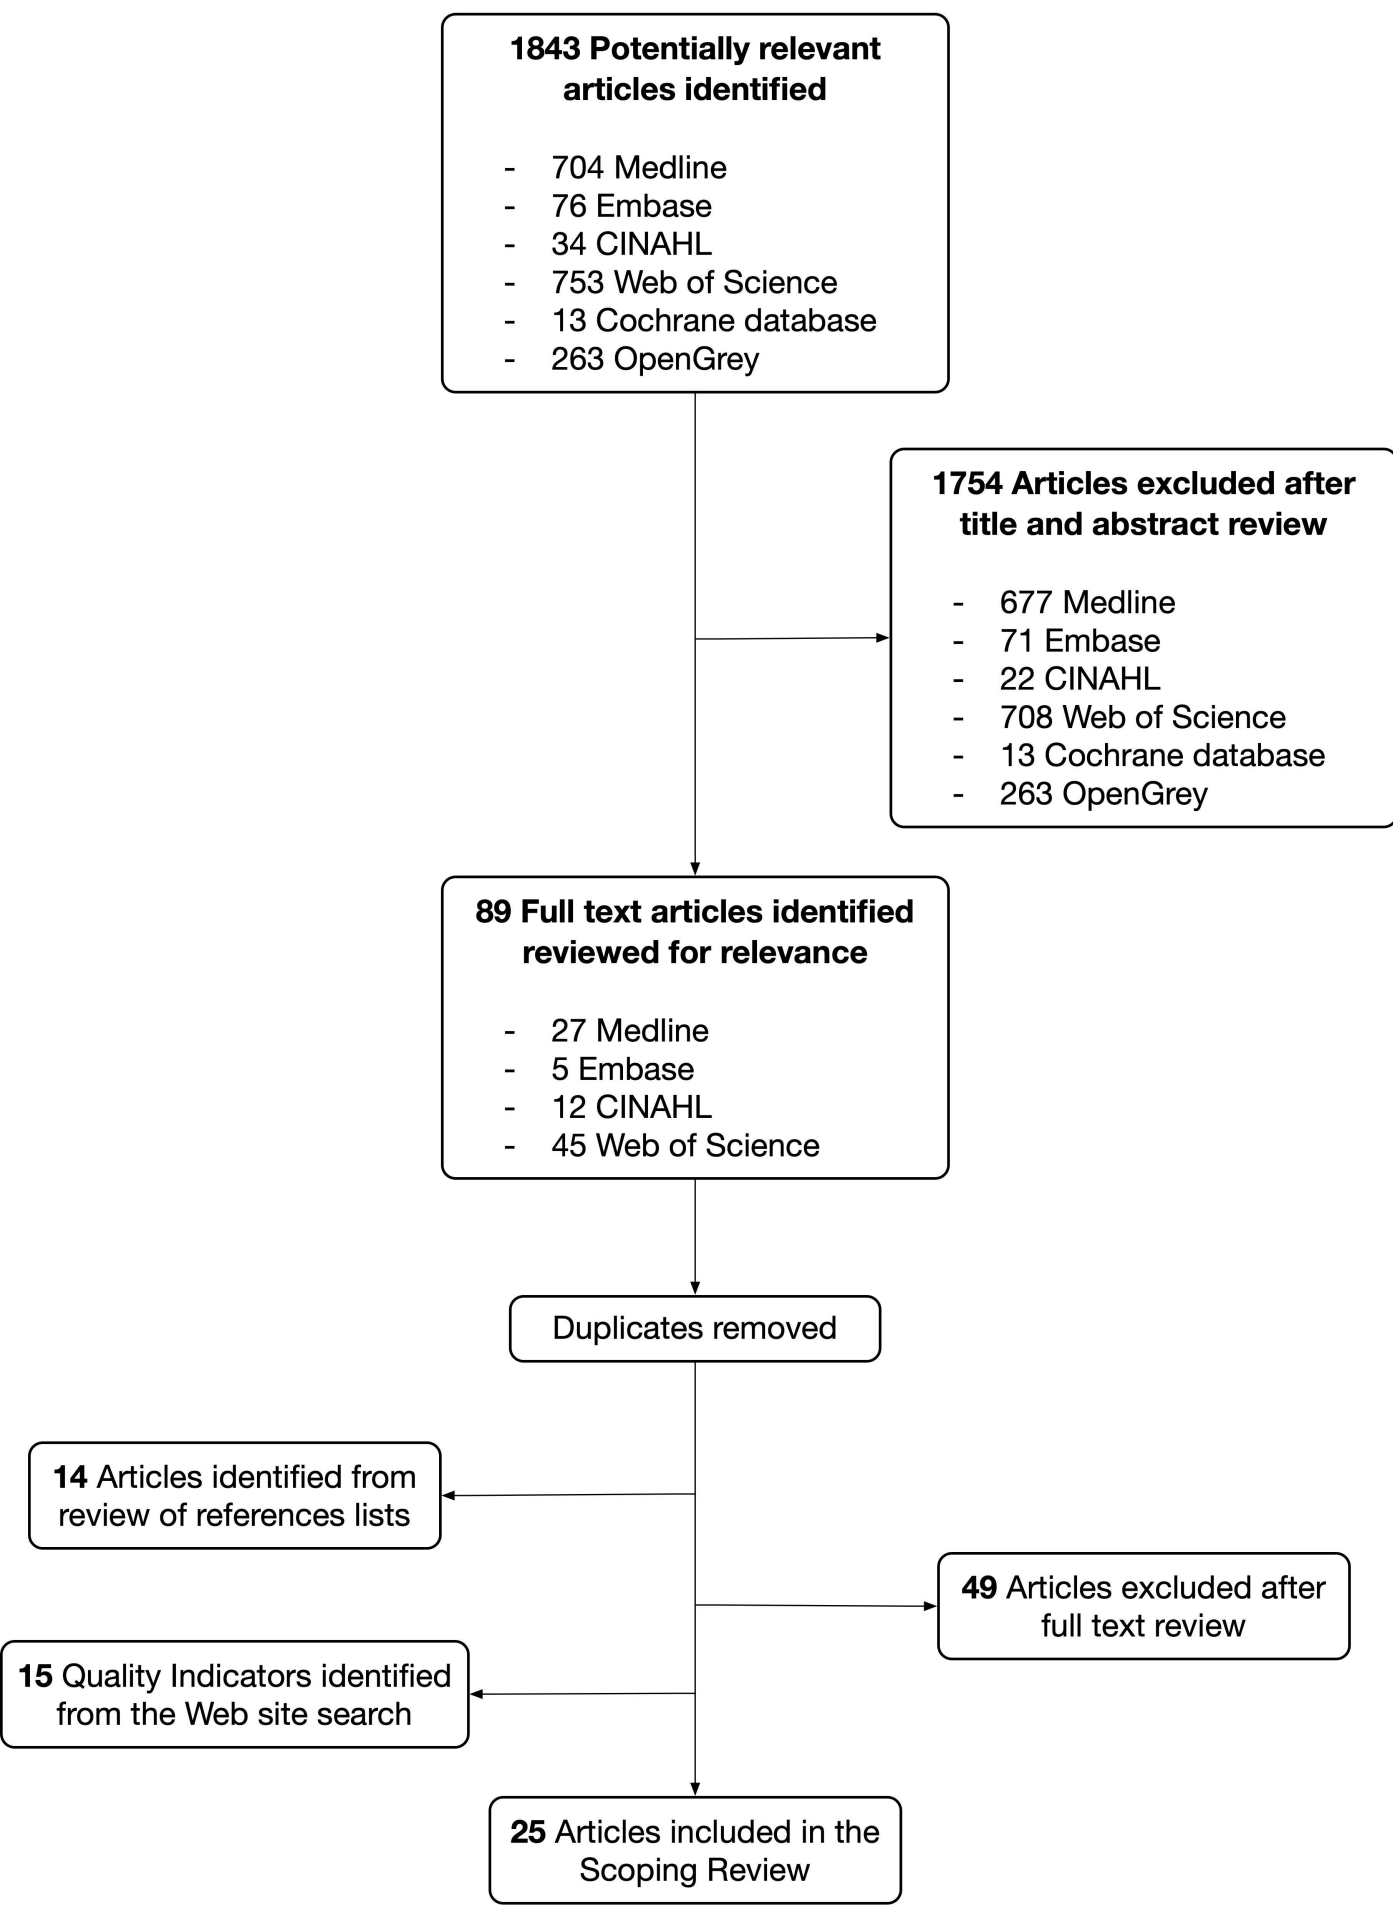 1843 Potentially relevant
articles identified
- 704 Medline
- 76 Embase
- 34 CINAHL
- 753 Web of Science
- 13 Cochrane database
- 263 OpenGrey
1754 Articles excluded after
title and abstract review
- 677 Medline
- 71 Embase
- 22 CINAHL
- 708 Web of Science
- 13 Cochrane database
- 263 OpenGrey
89 Full text articles identified
reviewed for relevance
- 27 Medline
- 5 Embase
- 12 CINAHL
- 45 Web of Science
Duplicates removed
14 Articles identified from
review of references lists
49 Articles excluded after
full text review
15 Quality Indicators identified
from the Web site search
25 Articles included in the
Scoping Review